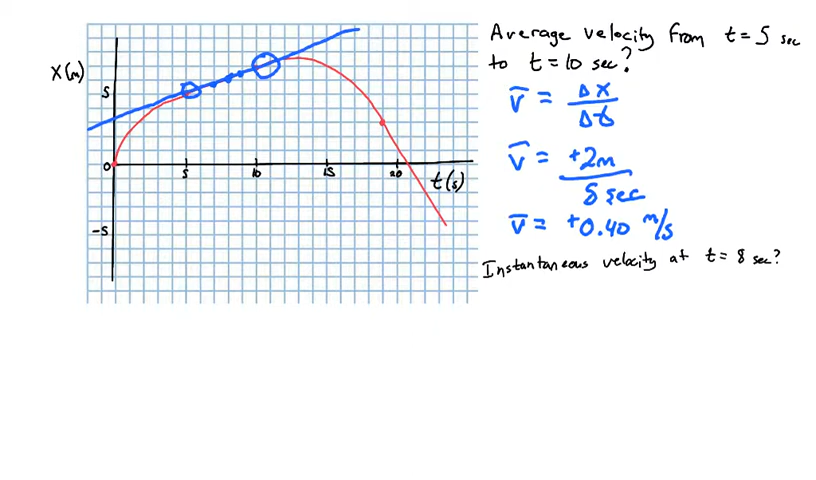 Average velocity from t = 5 sec
to t = 10 sec?
X(m)
5
0
-5
5
10
15
20
t(s)
v̅ = Δx/Δt
v̅ = +2m/5 sec
v̅ = +0.40 m/s
Instantaneous velocity at t = 8 sec?